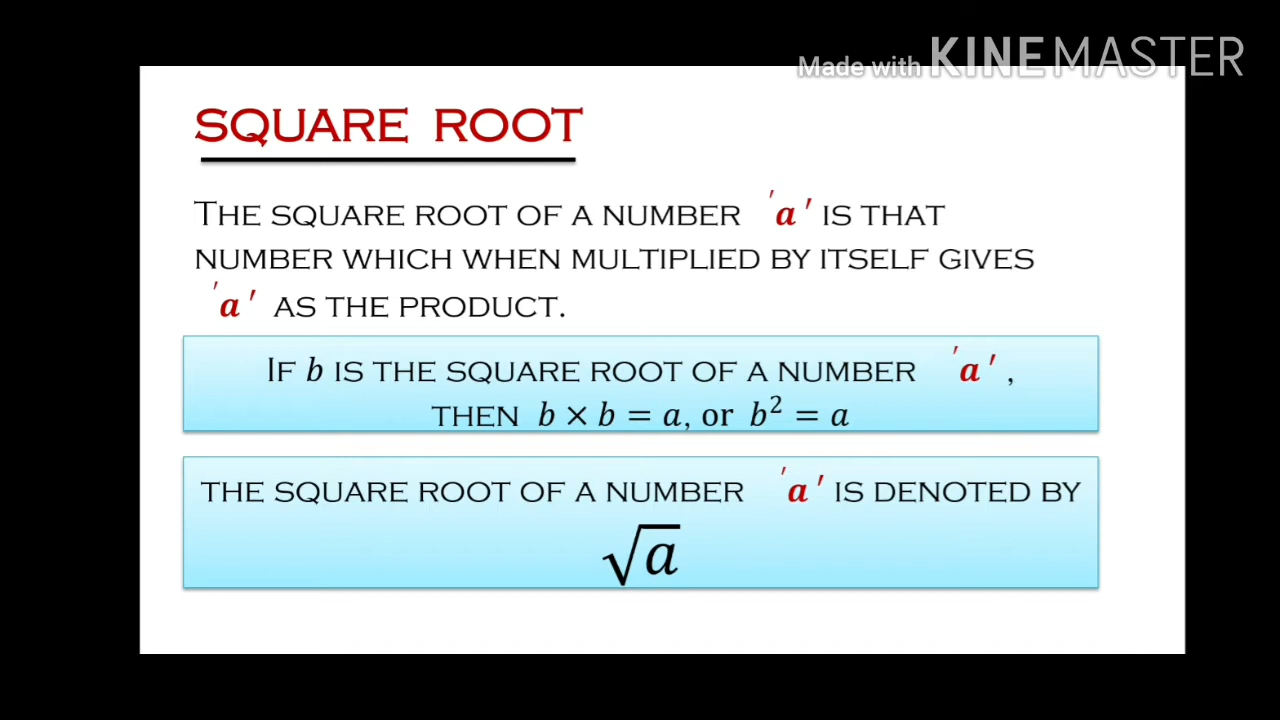 Made with KINEMASTER
SQUARE ROOT
THE SQUARE ROOT OF A NUMBER 'a' IS THAT
NUMBER WHICH WHEN MULTIPLIED BY ITSELF GIVES
'a' AS THE PRODUCT.
IF b IS THE SQUARE ROOT OF A NUMBER 'a',
THEN b × b = a, or b² = a
THE SQUARE ROOT OF A NUMBER 'a' IS DENOTED BY
√a